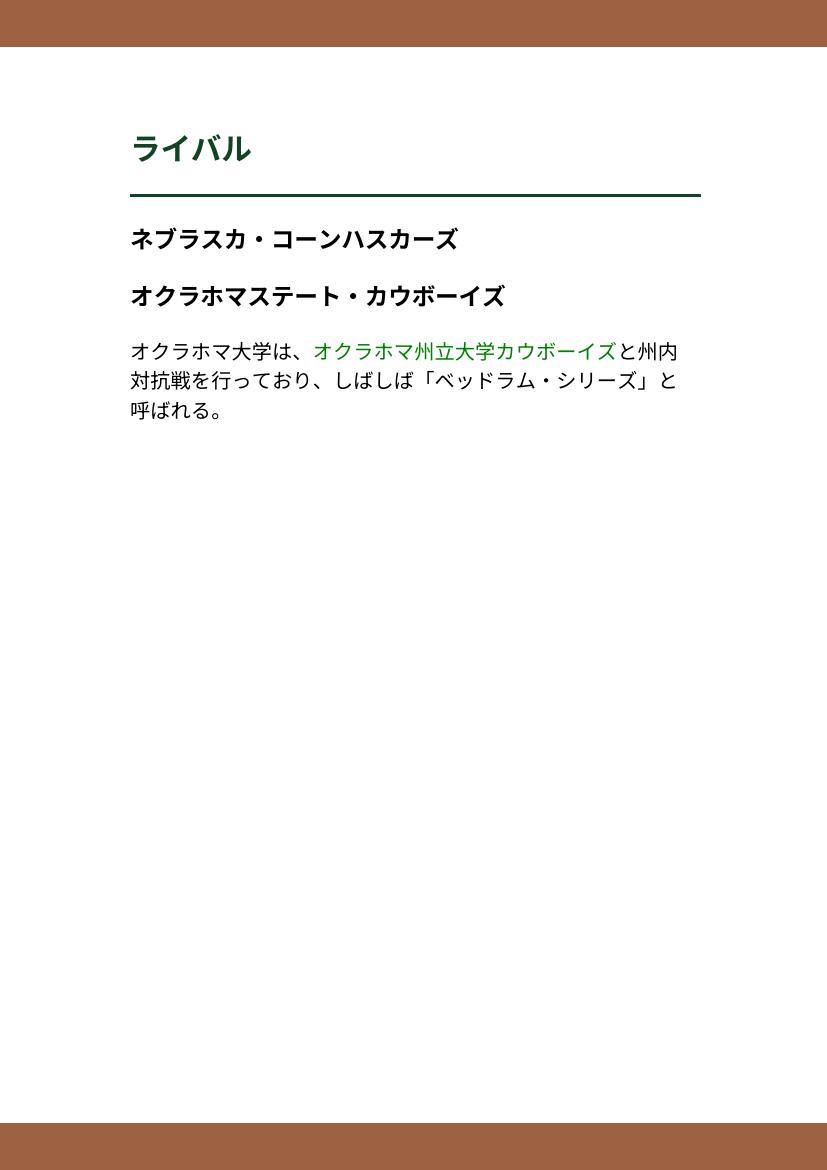 ライバル
ネブラスカ・コーンハスカーズ
オクラホマステート・カウボーイズ
オクラホマ大学は、オクラホマ州立大学カウボーイズと州内
対抗戦を行っており、しばしば「ベッドラム・シリーズ」と
呼ばれる。